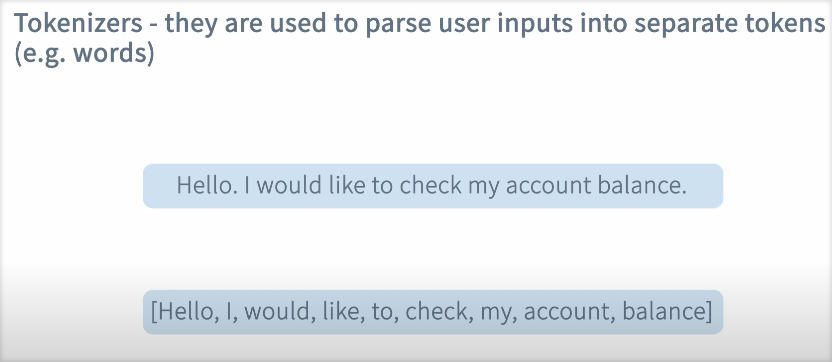 Tokenizers - they are used to parse user inputs into separate tokens
(e.g. words)
Hello. I would like to check my account balance.
[Hello, I, would, like, to, check, my, account, balance]